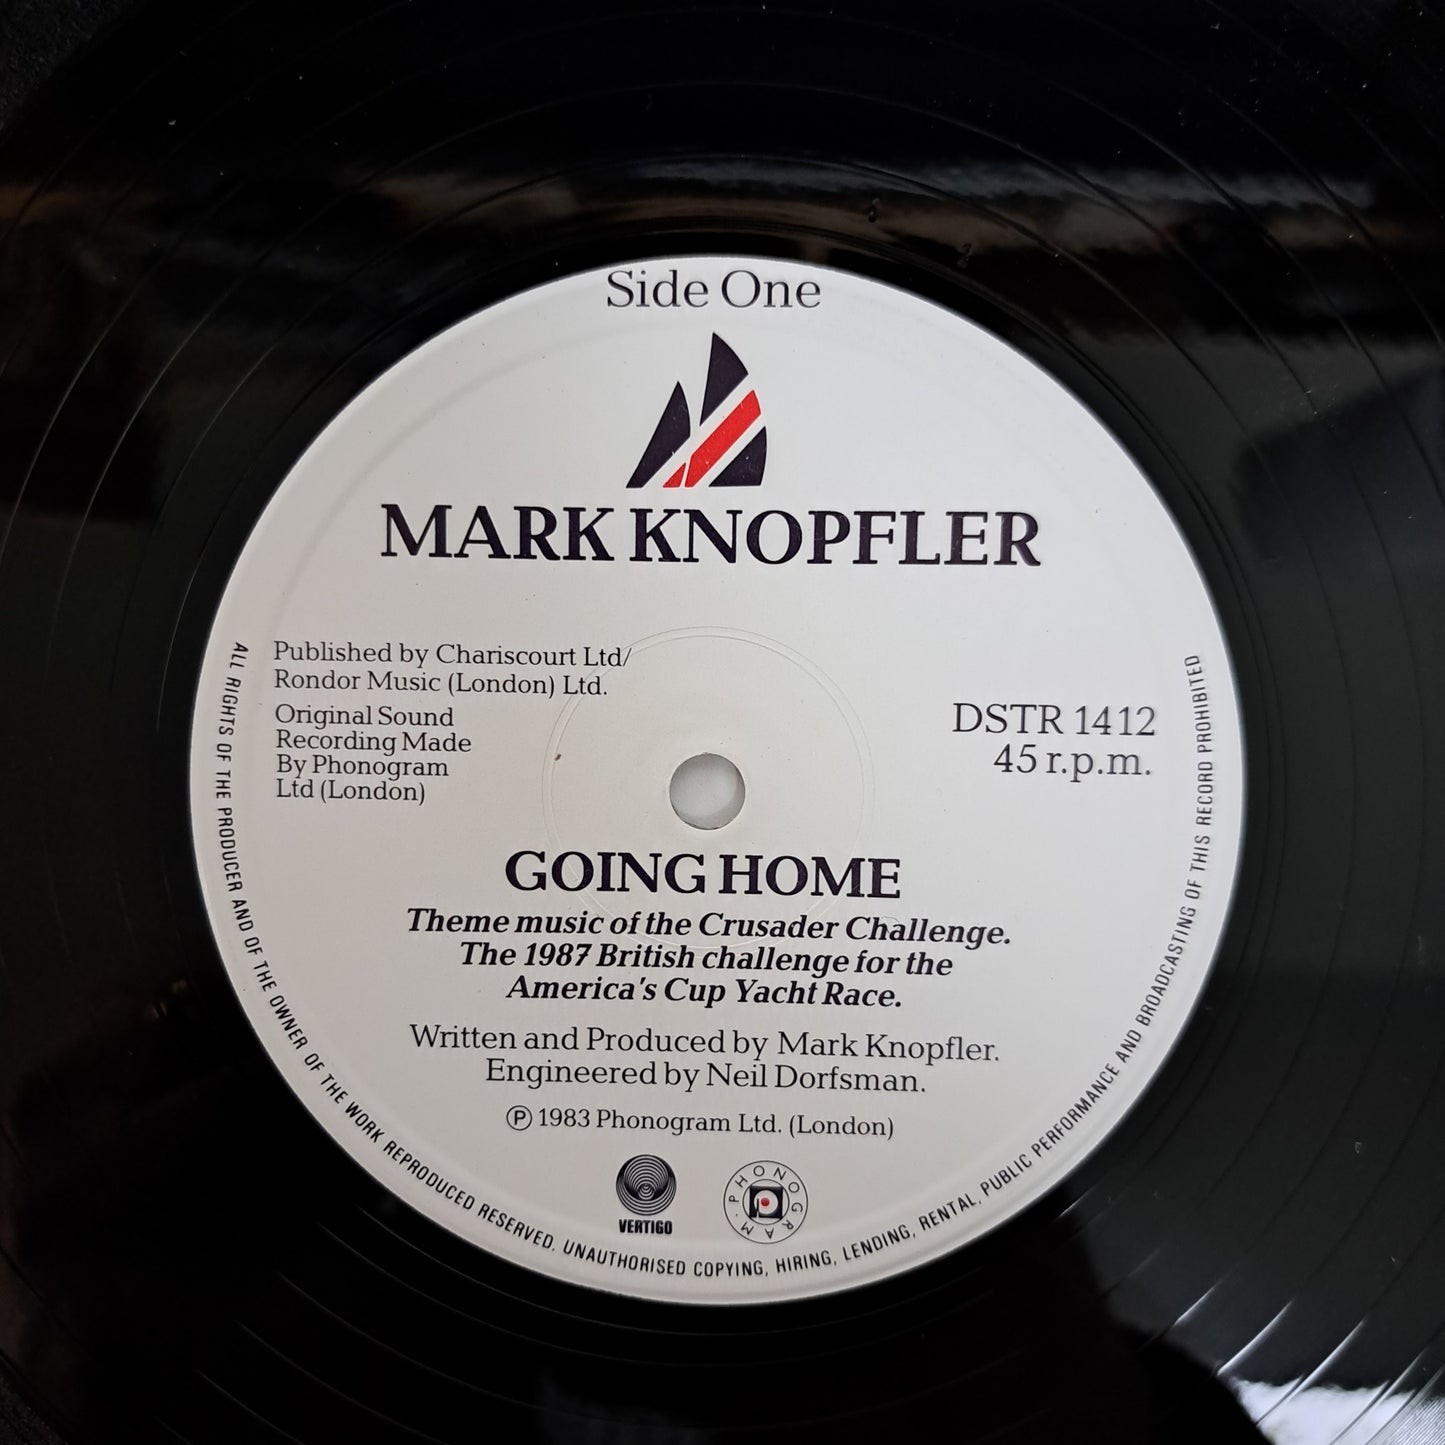 Side One
MARK KNOPFLER
Published by Chariscourt Ltd/
Rondor Music (London) Ltd.
Original Sound
Recording Made
By Phonogram
Ltd (London)
DSTR 1412
45 r.p.m.
GOING HOME
Theme music of the Crusader Challenge.
The 1987 British challenge for the
America's Cup Yacht Race.
Written and Produced by Mark Knopfler.
Engineered by Neil Dorfsman.
Ⓟ 1983 Phonogram Ltd. (London)
VERTIGO
PHONOGRAM
ALL RIGHTS OF THE PRODUCER AND OF THE OWNER OF THE WORK REPRODUCED RESERVED. UNAUTHORISED COPYING, HIRING, LENDING, RENTAL, PUBLIC PERFORMANCE AND BROADCASTING OF THIS RECORD PROHIBITED